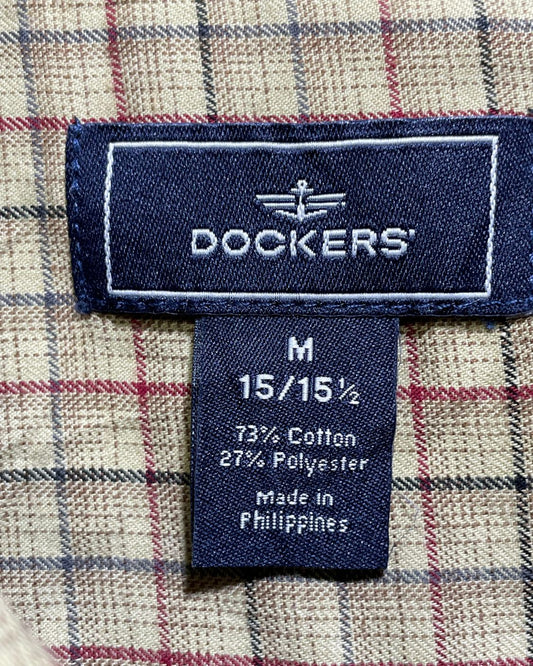 DOCKERS®
M
15/15½
73% Cotton
27% Polyester
Made in
Philippines